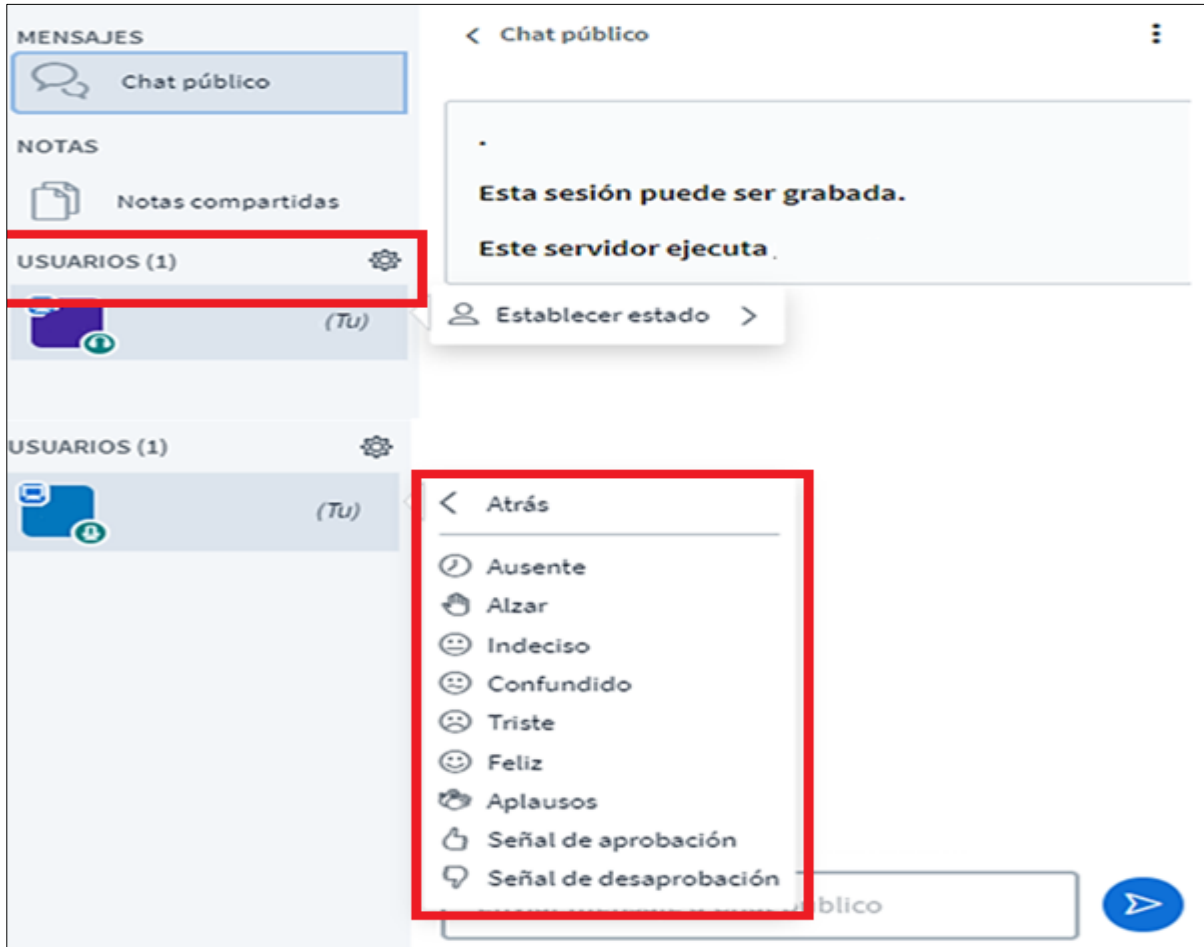 MENSAJES
Chat público
NOTAS
Notas compartidas
USUARIOS (1)
(Tu)
Chat público
.
Esta sesión puede ser grabada.
Este servidor ejecuta .
Establecer estado
USUARIOS (1)
(Tu)
Atrás
Ausente
Alzar
Indeciso
Confundido
Triste
Feliz
Aplausos
Señal de aprobación
Señal de desaprobación